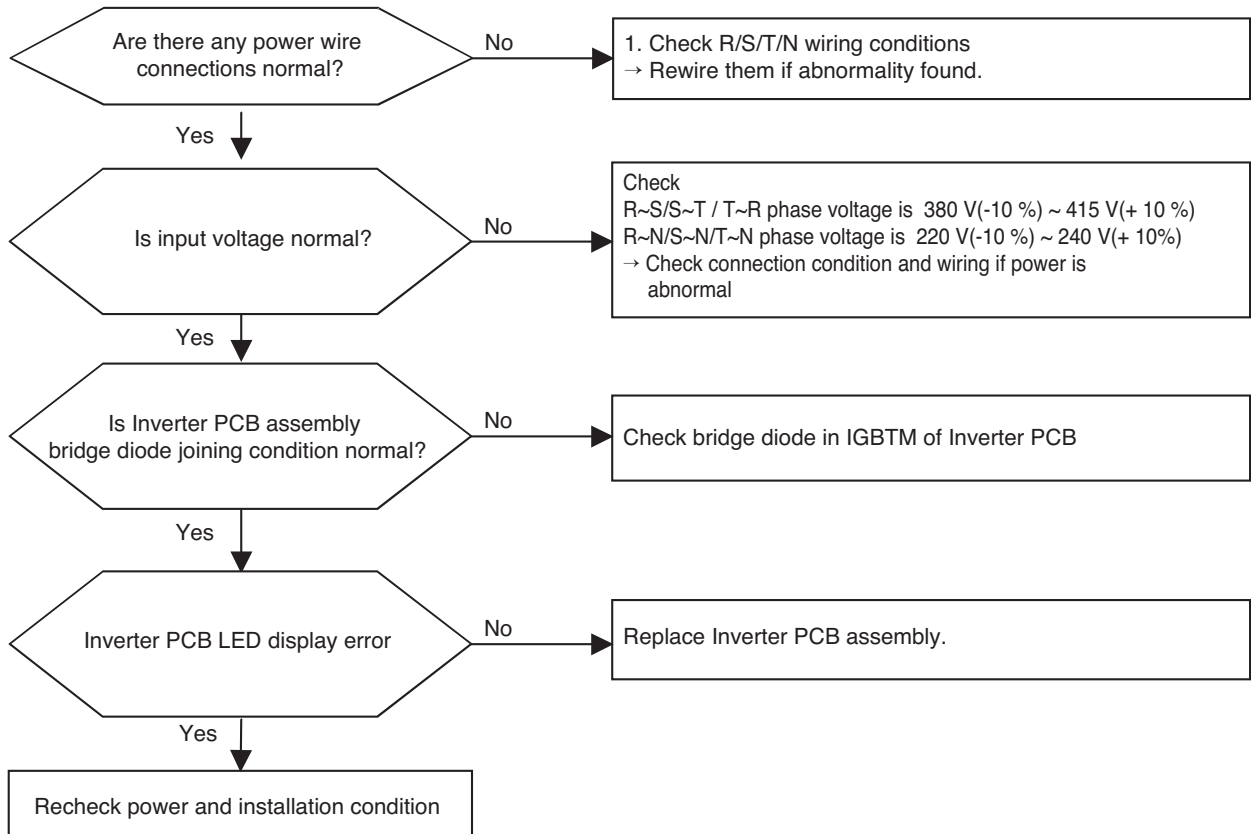 Are there any power wire
connections normal?
No
1. Check R/S/T/N wiring conditions
→ Rewire them if abnormality found.
Yes
Is input voltage normal?
No
Check
R~S/S~T / T~R phase voltage is 380 V(-10 %) ~ 415 V(+ 10 %)
R~N/S~N/T~N phase voltage is 220 V(-10 %) ~ 240 V(+ 10%)
→ Check connection condition and wiring if power is
abnormal
Yes
Is Inverter PCB assembly
bridge diode joining condition normal?
No
Check bridge diode in IGBTM of Inverter PCB
Yes
Inverter PCB LED display error
No
Replace Inverter PCB assembly.
Yes
Recheck power and installation condition